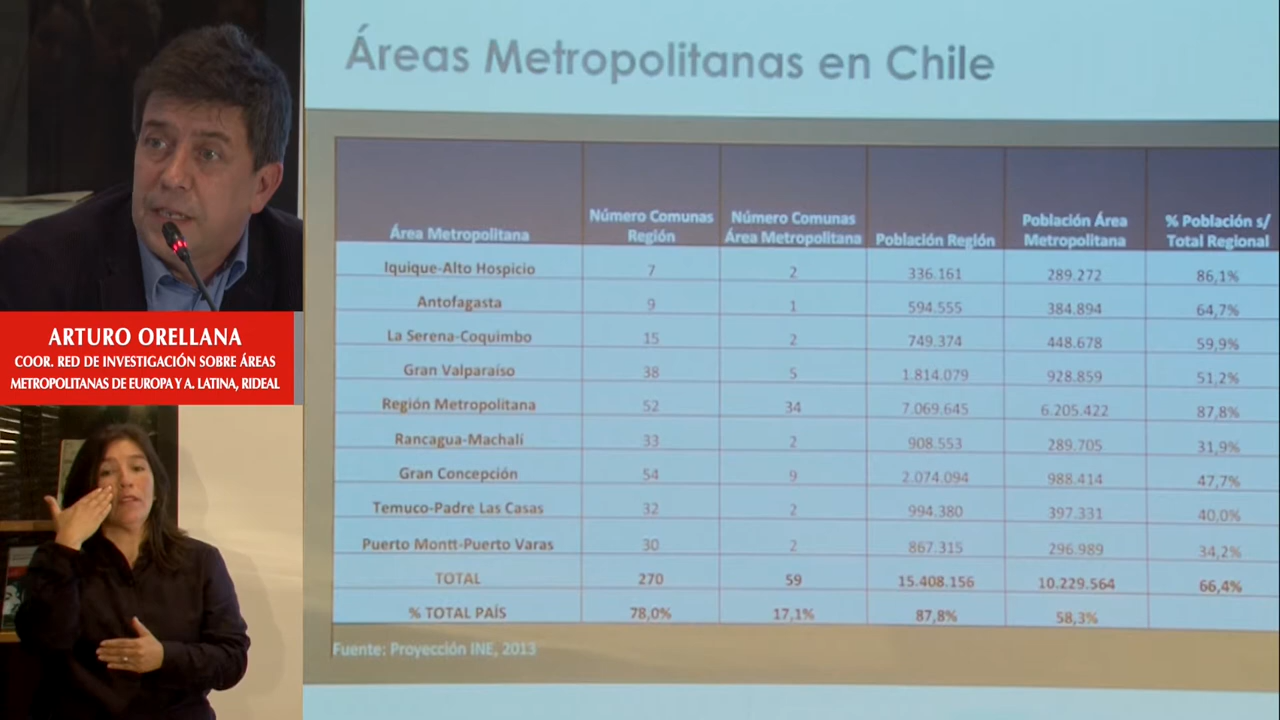 Áreas Metropolitanas en Chile
Área Metropolitana
Número Comunas Región
Número Comunas Área Metropolitana
Población Región
Población Área Metropolitana
% Población s/ Total Regional
Iquique-Alto Hospicio 7 2 336.161 289.272 86,1%
Antofagasta 9 1 594.555 384.894 64,7%
La Serena-Coquimbo 15 2 749.374 448.678 59,9%
Gran Valparaíso 38 5 1.814.079 928.859 51,2%
Región Metropolitana 52 34 7.069.645 6.205.422 87,8%
Rancagua-Machalí 33 2 908.553 289.705 31,9%
Gran Concepción 54 9 2.074.094 988.414 47,7%
Temuco-Padre Las Casas 32 2 994.380 397.331 40,0%
Puerto Montt-Puerto Varas 30 2 867.315 296.989 34,2%
TOTAL 270 59 15.408.156 10.229.564 66,4%
% TOTAL PAÍS 78,0% 17,1% 87,8% 58,3%
Fuente: Proyección INE, 2013
ARTURO ORELLANA
COOR. RED DE INVESTIGACIÓN SOBRE ÁREAS
METROPOLITANAS DE EUROPA Y A. LATINA, RIDEAL